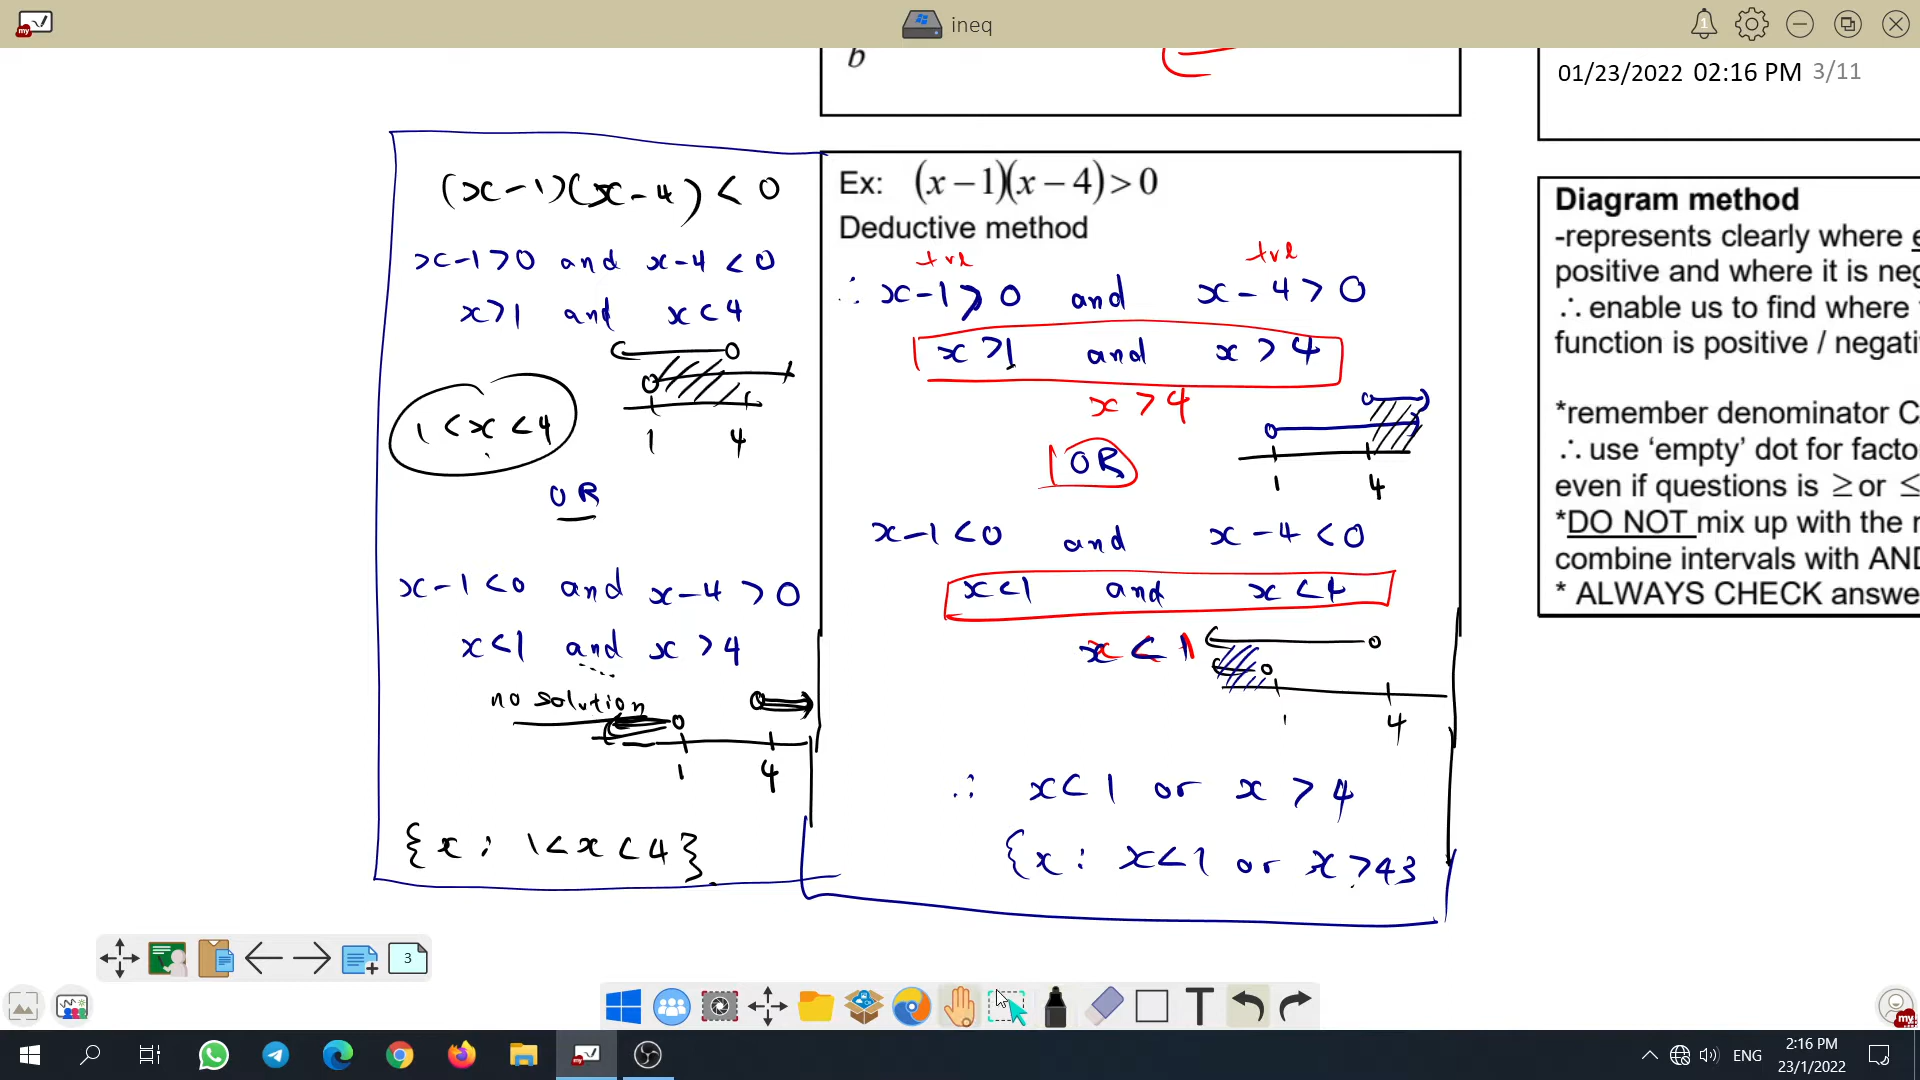 ineq
b
01/23/2022 02:16 PM 3/11
(x-1)(x-4) < 0
x-1>0 and x-4<0
x>1 and x<4
1 4
1<x<4
OR
x-1<0 and x-4>0
x<1 and x>4
no solution
1 4
{x : 1<x<4}
Ex: (x-1)(x-4)>0
Deductive method
+ve +ve
∴ x-1>0 and x-4>0
x>1 and x>4
x>4
1 4
OR
x-1<0 and x-4<0
x<1 and x<4
x<1
4
∴ x<1 or x>4
{x : x<1 or x>4}
Diagram method
-represents clearly where
positive and where it is neg
∴ enable us to find where
function is positive / negati
*remember denominator C
∴ use ‘empty’ dot for facto
even if questions is ≥ or ≤
*DO NOT mix up with the
combine intervals with AND
* ALWAYS CHECK answe
3
T
ENG
2:16 PM
23/1/2022